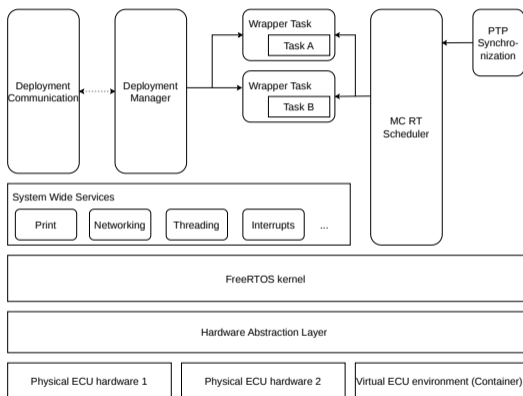 Deployment
Communication
Deployment
Manager
Wrapper Task
Task A
Wrapper Task
Task B
MC RT
Scheduler
PTP
Synchro-
nization
System Wide Services
Print
Networking
Threading
Interrupts
...
FreeRTOS kernel
Hardware Abstraction Layer
Physical ECU hardware 1
Physical ECU hardware 2
Virtual ECU environment (Container)